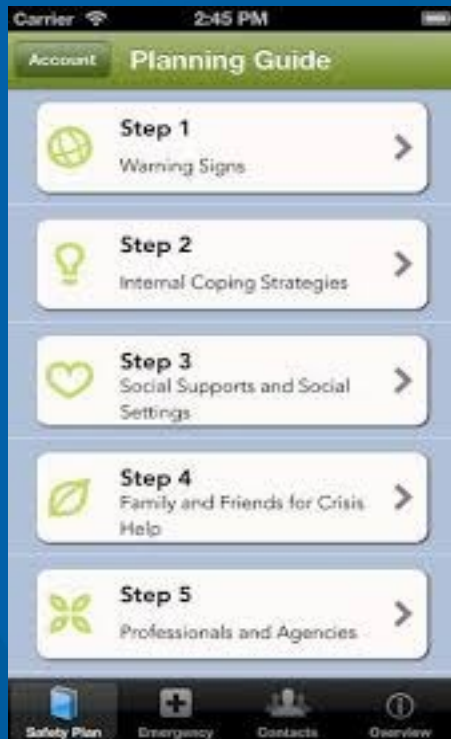 Carrier 2:45 PM
Account Planning Guide
Step 1
Warning Signs
Step 2
Internal Coping Strategies
Step 3
Social Supports and Social
Settings
Step 4
Family and Friends for Crisis
Help
Step 5
Professionals and Agencies
Safety Plan Emergency Contacts Overview